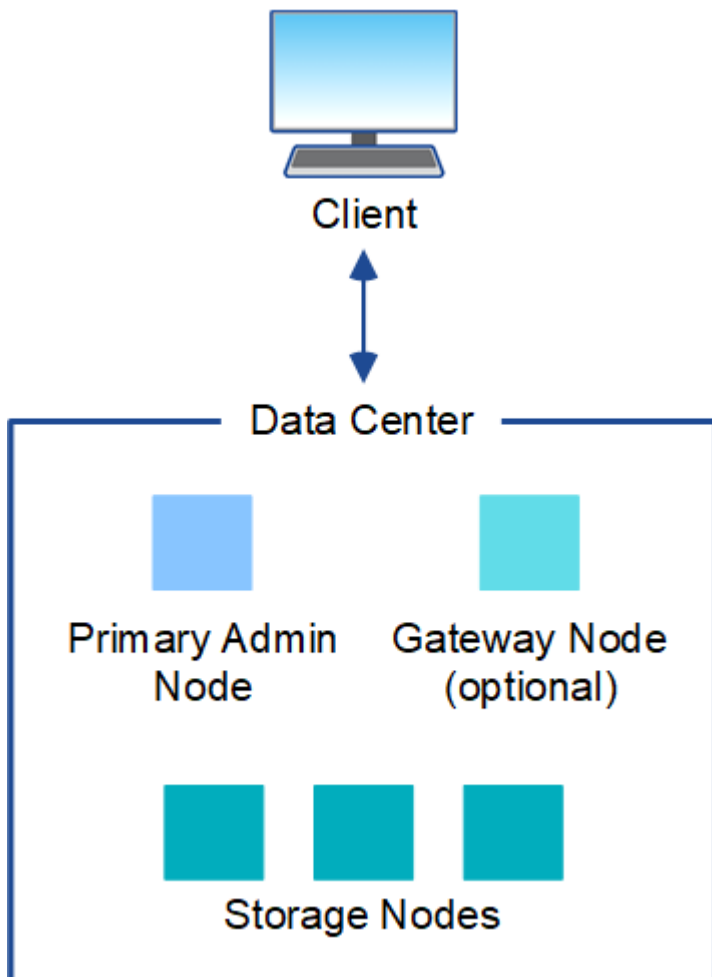 Client
Data Center
Primary Admin
Node
Gateway Node
(optional)
Storage Nodes